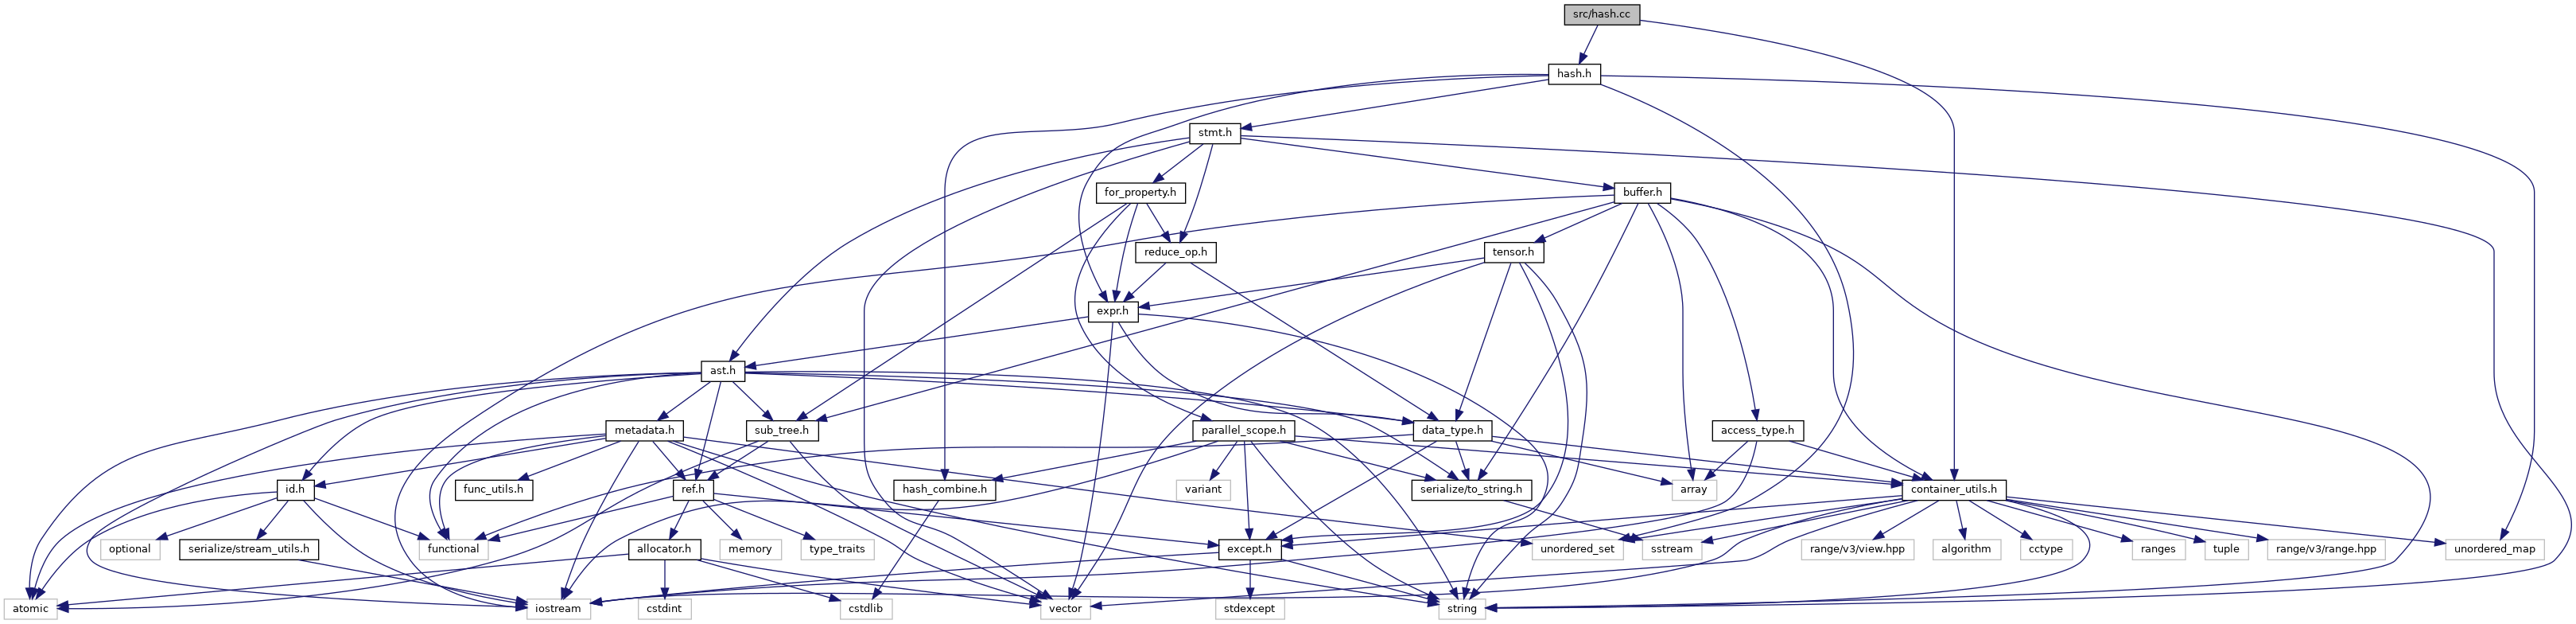 src/hash.cc
hash.h
stmt.h
for_property.h
buffer.h
reduce_op.h
tensor.h
expr.h
ast.h
metadata.h
sub_tree.h
parallel_scope.h
data_type.h
access_type.h
id.h
func_utils.h
ref.h
hash_combine.h
variant
serialize/to_string.h
array
container_utils.h
optional
serialize/stream_utils.h
functional
allocator.h
memory
type_traits
except.h
unordered_set
sstream
range/v3/view.hpp
algorithm
cctype
ranges
tuple
range/v3/range.hpp
unordered_map
atomic
iostream
cstdint
cstdlib
vector
stdexcept
string